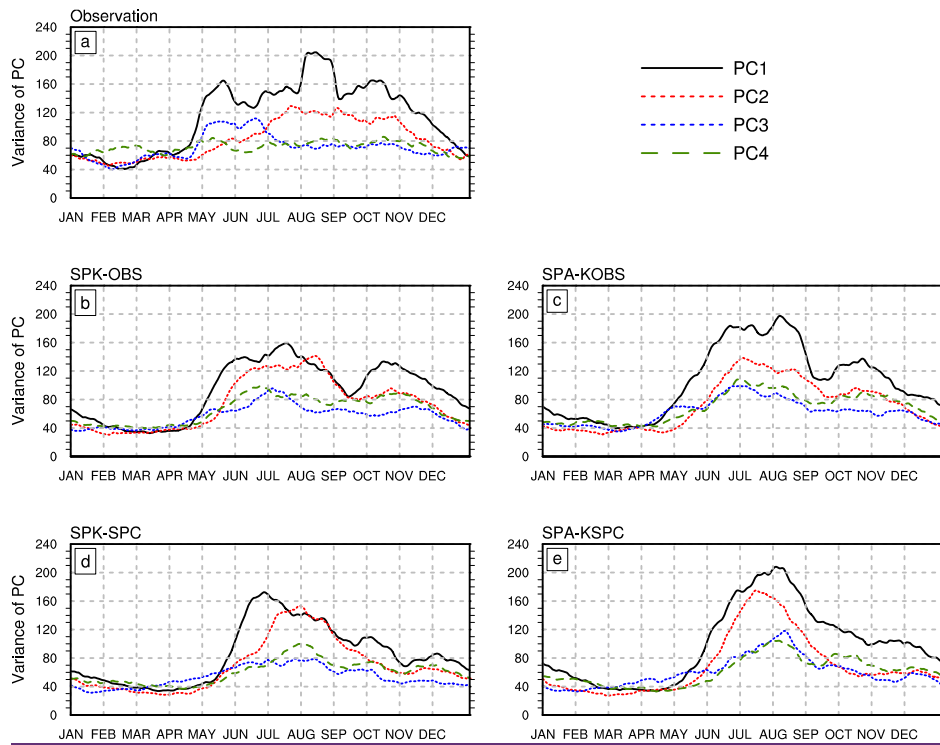 Observation
a
Variance of PC
240
200
160
120
80
40
0
JAN FEB MAR APR MAY JUN JUL AUG SEP OCT NOV DEC
PC1
PC2
PC3
PC4
SPK-OBS
b
Variance of PC
240
200
160
120
80
40
0
JAN FEB MAR APR MAY JUN JUL AUG SEP OCT NOV DEC
SPA-KOBS
c
240
200
160
120
80
40
0
JAN FEB MAR APR MAY JUN JUL AUG SEP OCT NOV DEC
SPK-SPC
d
Variance of PC
240
200
160
120
80
40
0
JAN FEB MAR APR MAY JUN JUL AUG SEP OCT NOV DEC
SPA-KSPC
e
240
200
160
120
80
40
0
JAN FEB MAR APR MAY JUN JUL AUG SEP OCT NOV DEC